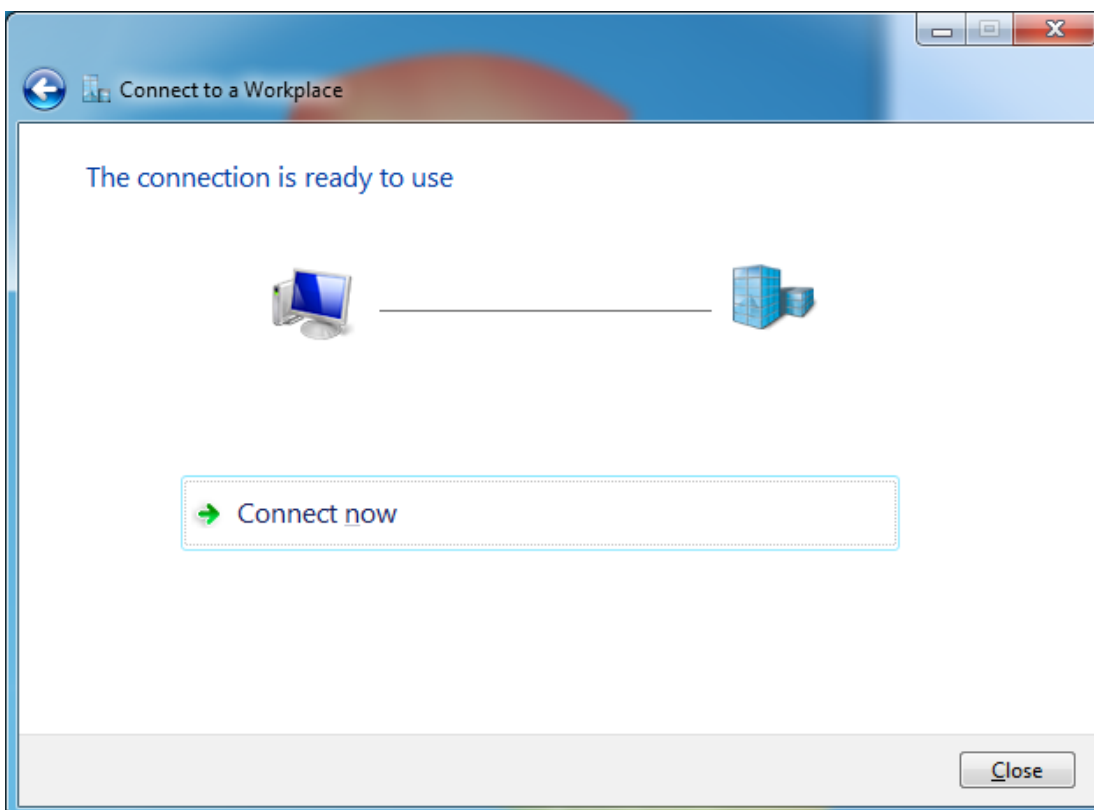 Connect to a Workplace
The connection is ready to use
Connect now
Close